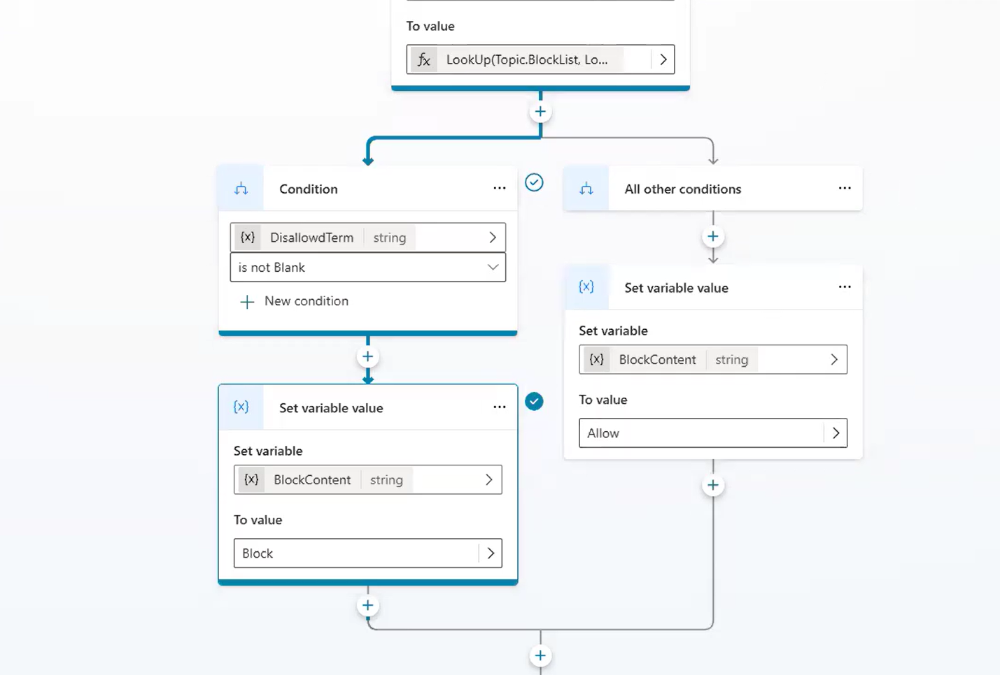 To value
fx LookUp(Topic.BlockList, Lo...
Condition
{x} DisallowdTerm string
is not Blank
New condition
Set variable value
Set variable
{x} BlockContent string
To value
Block
All other conditions
{x} Set variable value
Set variable
{x} BlockContent string
To value
Allow